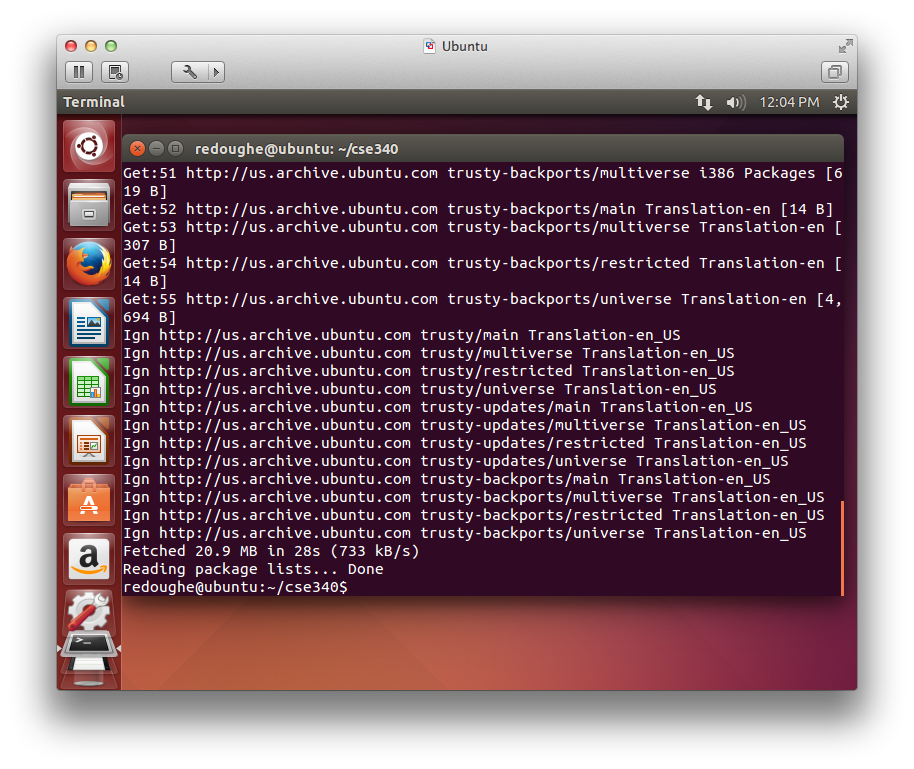 Ubuntu
Terminal
12:04 PM
redoughe@ubuntu: ~/cse340
Get:51 http://us.archive.ubuntu.com trusty-backports/multiverse i386 Packages [6
19 B]
Get:52 http://us.archive.ubuntu.com trusty-backports/main Translation-en [14 B]
Get:53 http://us.archive.ubuntu.com trusty-backports/multiverse Translation-en [
307 B]
Get:54 http://us.archive.ubuntu.com trusty-backports/restricted Translation-en [
14 B]
Get:55 http://us.archive.ubuntu.com trusty-backports/universe Translation-en [4,
694 B]
Ign http://us.archive.ubuntu.com trusty/main Translation-en_US
Ign http://us.archive.ubuntu.com trusty/multiverse Translation-en_US
Ign http://us.archive.ubuntu.com trusty/restricted Translation-en_US
Ign http://us.archive.ubuntu.com trusty/universe Translation-en_US
Ign http://us.archive.ubuntu.com trusty-updates/main Translation-en_US
Ign http://us.archive.ubuntu.com trusty-updates/multiverse Translation-en_US
Ign http://us.archive.ubuntu.com trusty-updates/restricted Translation-en_US
Ign http://us.archive.ubuntu.com trusty-updates/universe Translation-en_US
Ign http://us.archive.ubuntu.com trusty-backports/main Translation-en_US
Ign http://us.archive.ubuntu.com trusty-backports/multiverse Translation-en_US
Ign http://us.archive.ubuntu.com trusty-backports/restricted Translation-en_US
Ign http://us.archive.ubuntu.com trusty-backports/universe Translation-en_US
Fetched 20.9 MB in 28s (733 kB/s)
Reading package lists... Done
redoughe@ubuntu:~/cse340$